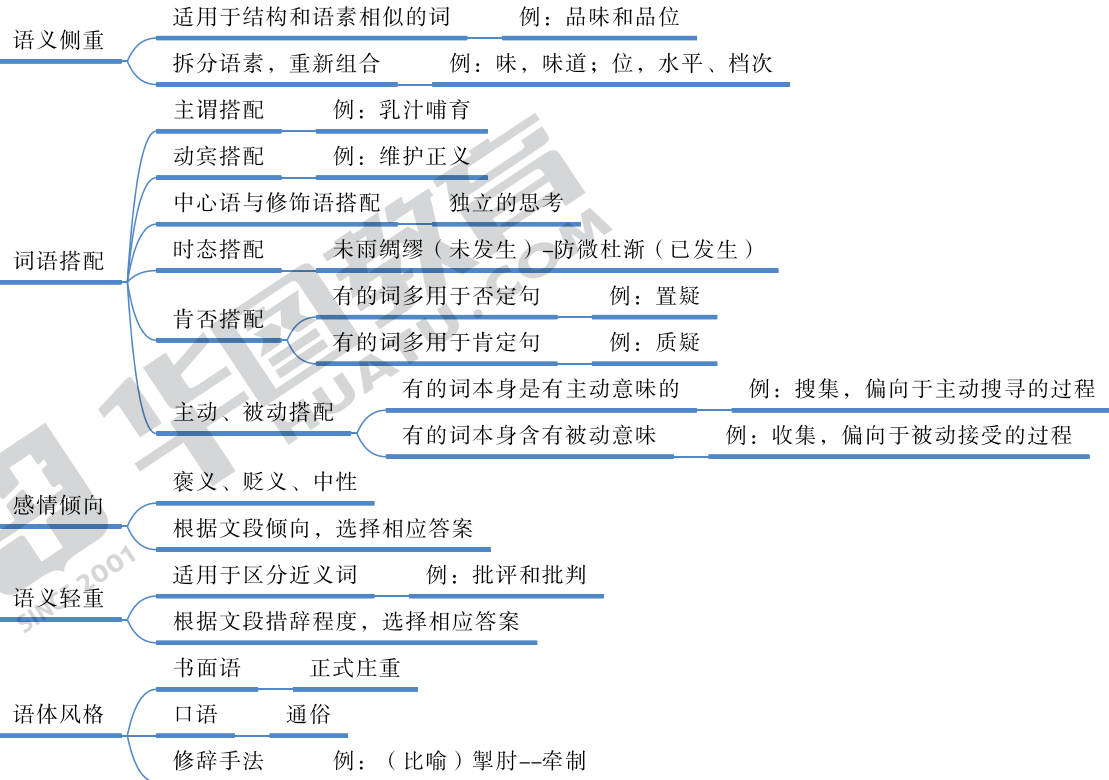 语义侧重
适用于结构和语素相似的词 例：品味和品位
拆分语素，重新组合 例：味，味道；位，水平、档次
词语搭配
主谓搭配 例：乳汁哺育
动宾搭配 例：维护正义
中心语与修饰语搭配 独立的思考
时态搭配 未雨绸缪（未发生）-防微杜渐（已发生）
肯否搭配
有的词多用于否定句 例：置疑
有的词多用于肯定句 例：质疑
主动、被动搭配
有的词本身是有主动意味的 例：搜集，偏向于主动搜寻的过程
有的词本身含有被动意味 例：收集，偏向于被动接受的过程
感情倾向
褒义、贬义、中性
根据文段倾向，选择相应答案
语义轻重
适用于区分近义词 例：批评和批判
根据文段措辞程度，选择相应答案
语体风格
书面语 正式庄重
口语 通俗
修辞手法 例：（比喻）掣肘--牵制
华图教育
HUATU.COM
SINCE 2001